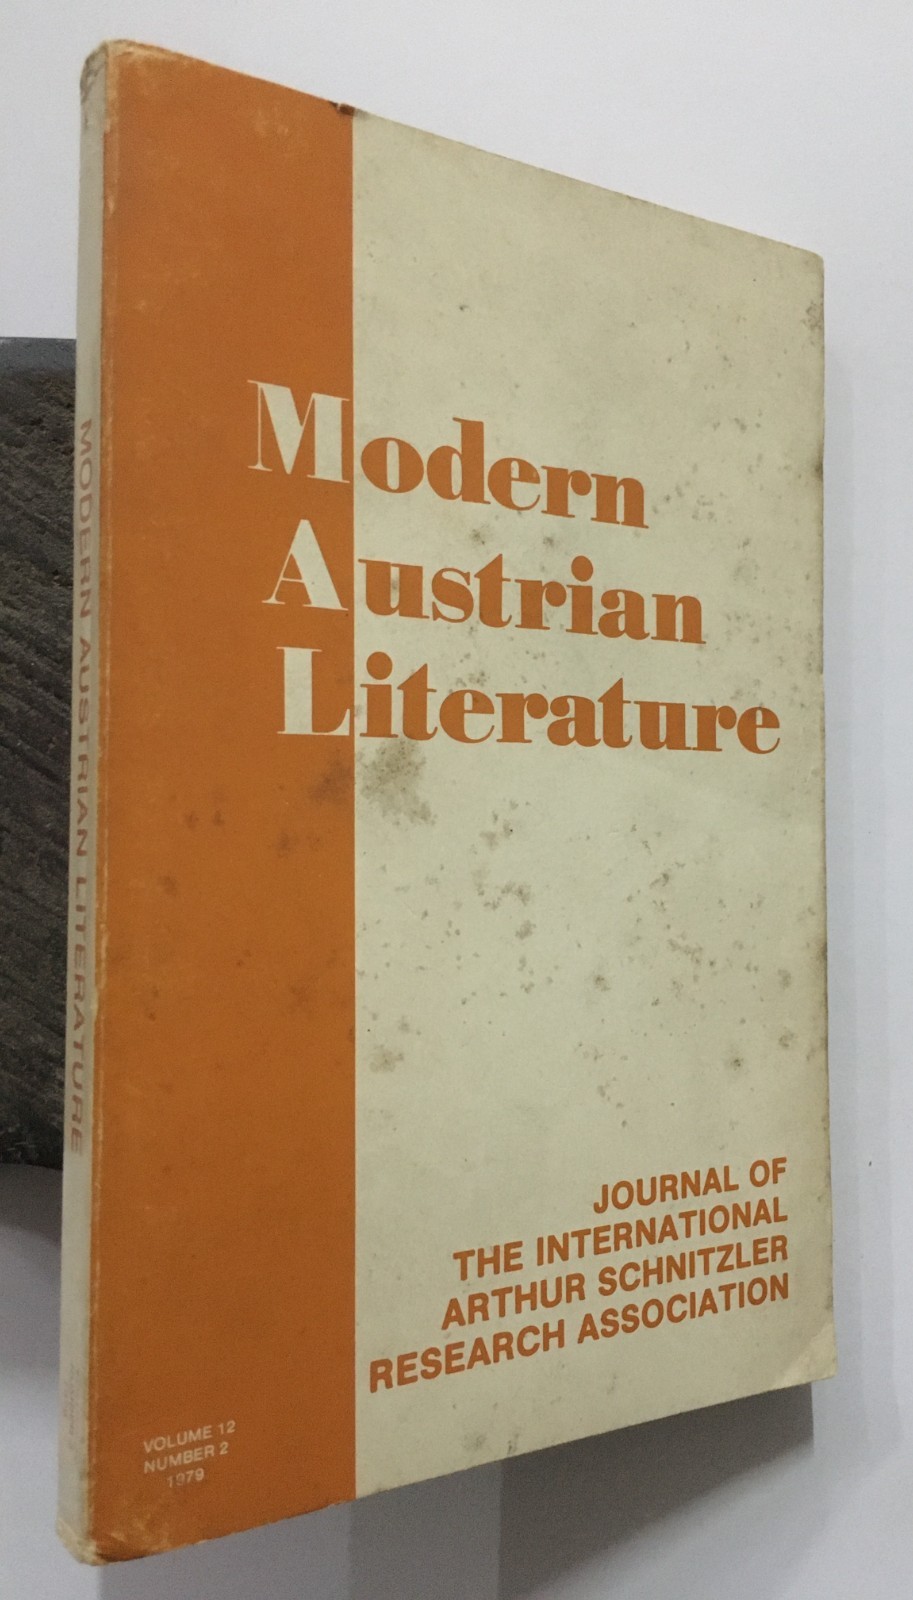 Modern
Austrian
Literature
JOURNAL OF
THE INTERNATIONAL
ARTHUR SCHNITZLER
RESEARCH ASSOCIATION
VOLUME 12
NUMBER 2
1979
MODERN AUSTRIAN LITERATURE